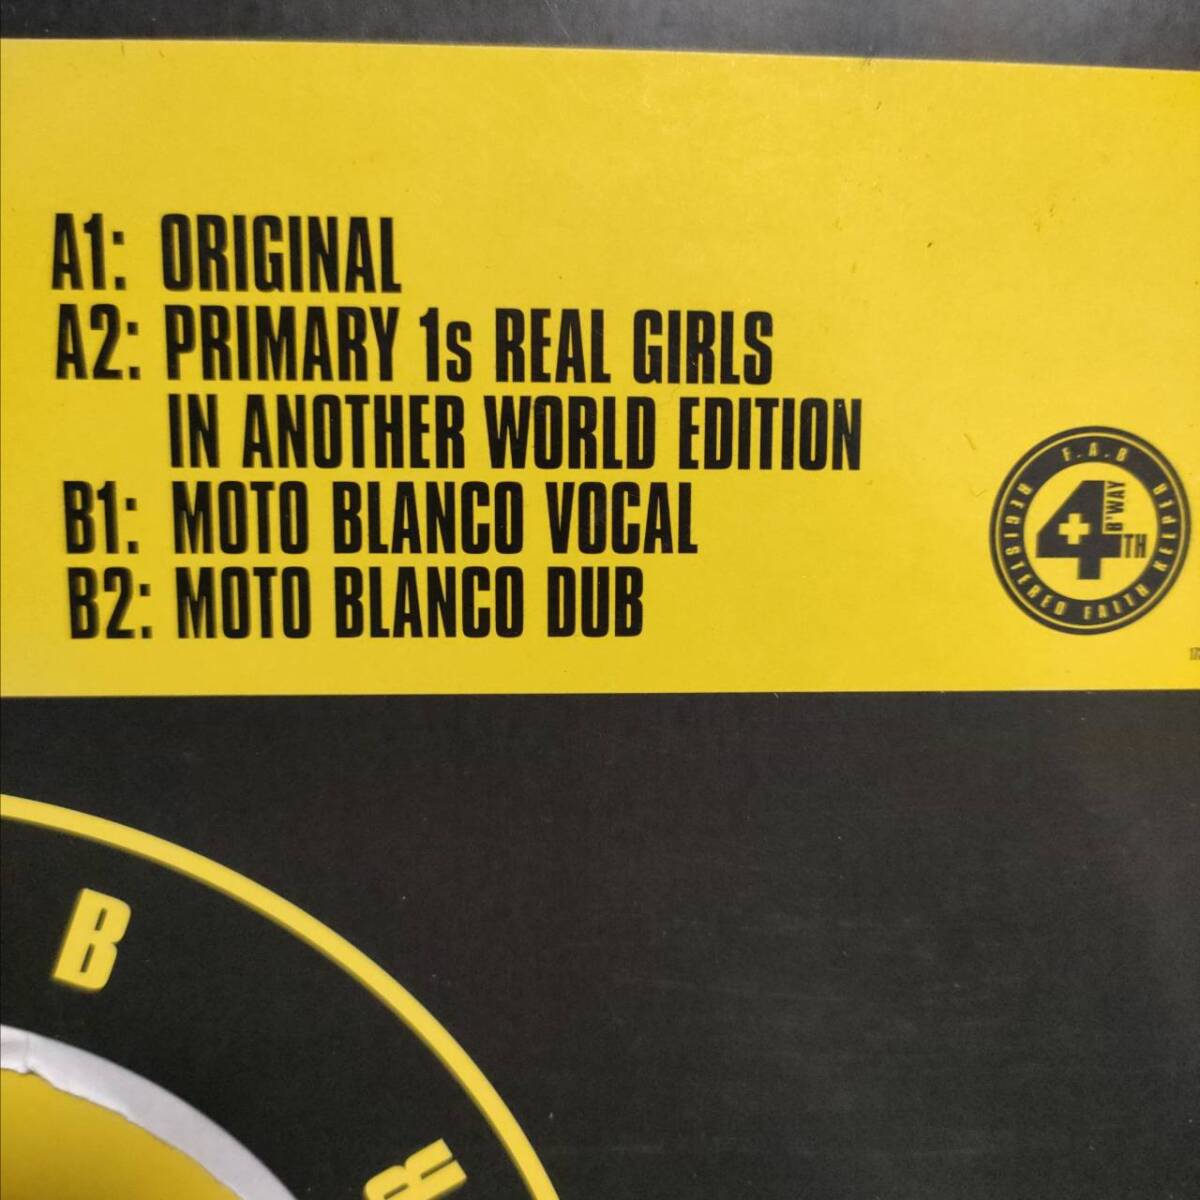 A1: ORIGINAL
A2: PRIMARY 1s REAL GIRLS
IN ANOTHER WORLD EDITION
B1: MOTO BLANCO VOCAL
B2: MOTO BLANCO DUB
F.A.B
REGISTERED FAITH KEEPER
4TH
B'WAY
B
R